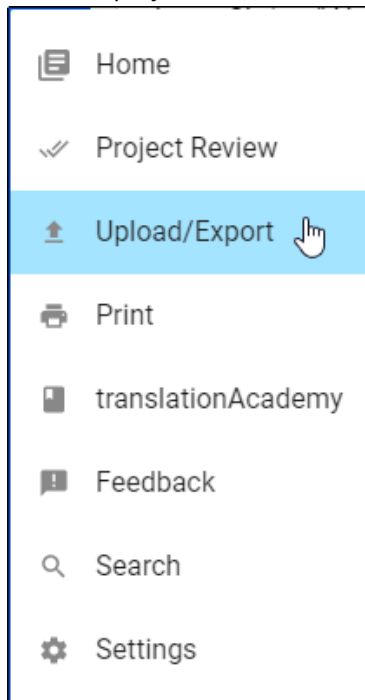 Home
Project Review
Upload/Export
Print
translationAcademy
Feedback
Search
Settings